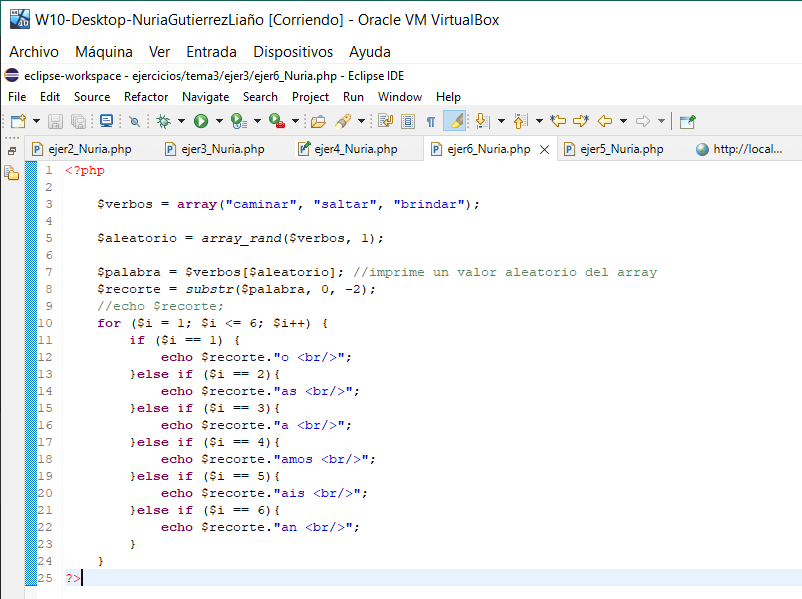 W10-Desktop-NuriaGutierrezLiaño [Corriendo] - Oracle VM VirtualBox
Archivo Máquina Ver Entrada Dispositivos Ayuda
eclipse-workspace - ejercicios/tema3/ejer3/ejer6_Nuria.php - Eclipse IDE
File Edit Source Refactor Navigate Search Project Run Window Help
ejer2_Nuria.php ejer3_Nuria.php ejer4_Nuria.php ejer6_Nuria.php ejer5_Nuria.php http://local...
1 <?php
2
3 $verbos = array("caminar", "saltar", "brindar");
4
5 $aleatorio = array_rand($verbos, 1);
6
7 $palabra = $verbos[$aleatorio]; //imprime un valor aleatorio del array
8 $recorte = substr($palabra, 0, -2);
9 //echo $recorte;
10 for ($i = 1; $i <= 6; $i++) {
11 if ($i == 1) {
12 echo $recorte."o <br/>";
13 }else if ($i == 2){
14 echo $recorte."as <br/>";
15 }else if ($i == 3){
16 echo $recorte."a <br/>";
17 }else if ($i == 4){
18 echo $recorte."amos <br/>";
19 }else if ($i == 5){
20 echo $recorte."ais <br/>";
21 }else if ($i == 6){
22 echo $recorte."an <br/>";
23 }
24 }
25 ?>